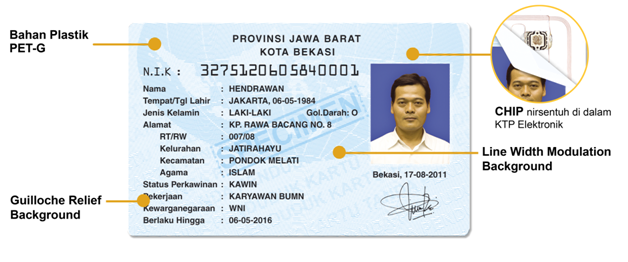 Bahan Plastik
PET-G
PROVINSI JAWA BARAT
KOTA BEKASI
N.I.K : 3275120605840001
Nama : HENDRAWAN
Tempat/Tgl Lahir : JAKARTA, 06-05-1984
Jenis Kelamin : LAKI-LAKI Gol.Darah; O
Alamat : KP. RAWA BACANG NO. 8
RT/RW : 007/08
Kelurahan : JATIRAHAYU
Kecamatan : PONDOK MELATI
Agama : ISLAM
Status Perkawinan : KAWIN
Pekerjaan : KARYAWAN BUMN
Kewarganegaraan : WNI
Berlaku Hingga : 06-05-2016
SPECIMEN
Bekasi, 17-08-2011
CHIP nirsentuh di dalam
KTP Elektronik
Line Width Modulation
Background
Guilloche Relief
Background